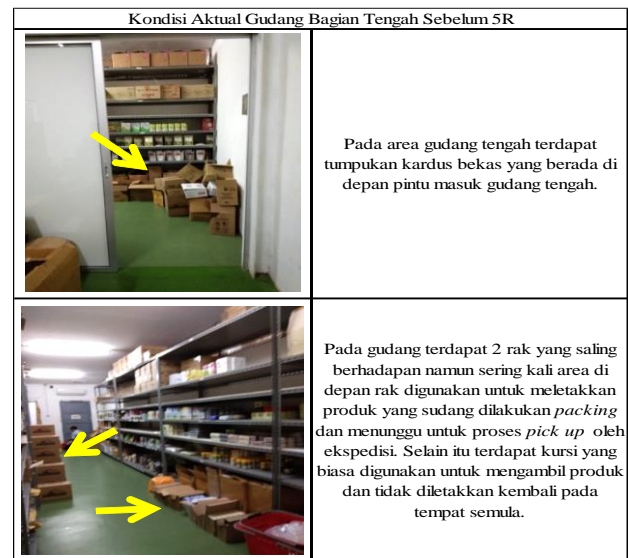 Kondisi Aktual Gudang Bagian Tengah Sebelum 5R
Pada area gudang tengah terdapat
tumpukan kardus bekas yang berada di
depan pintu masuk gudang tengah.
Pada gudang terdapat 2 rak yang saling
berhadapan namun sering kali area di
depan rak digunakan untuk meletakkan
produk yang sudang dilakukan packing
dan menunggu untuk proses pick up oleh
ekspedisi. Selain itu terdapat kursi yang
biasa digunakan untuk mengambil produk
dan tidak diletakkan kembali pada
tempat semula.